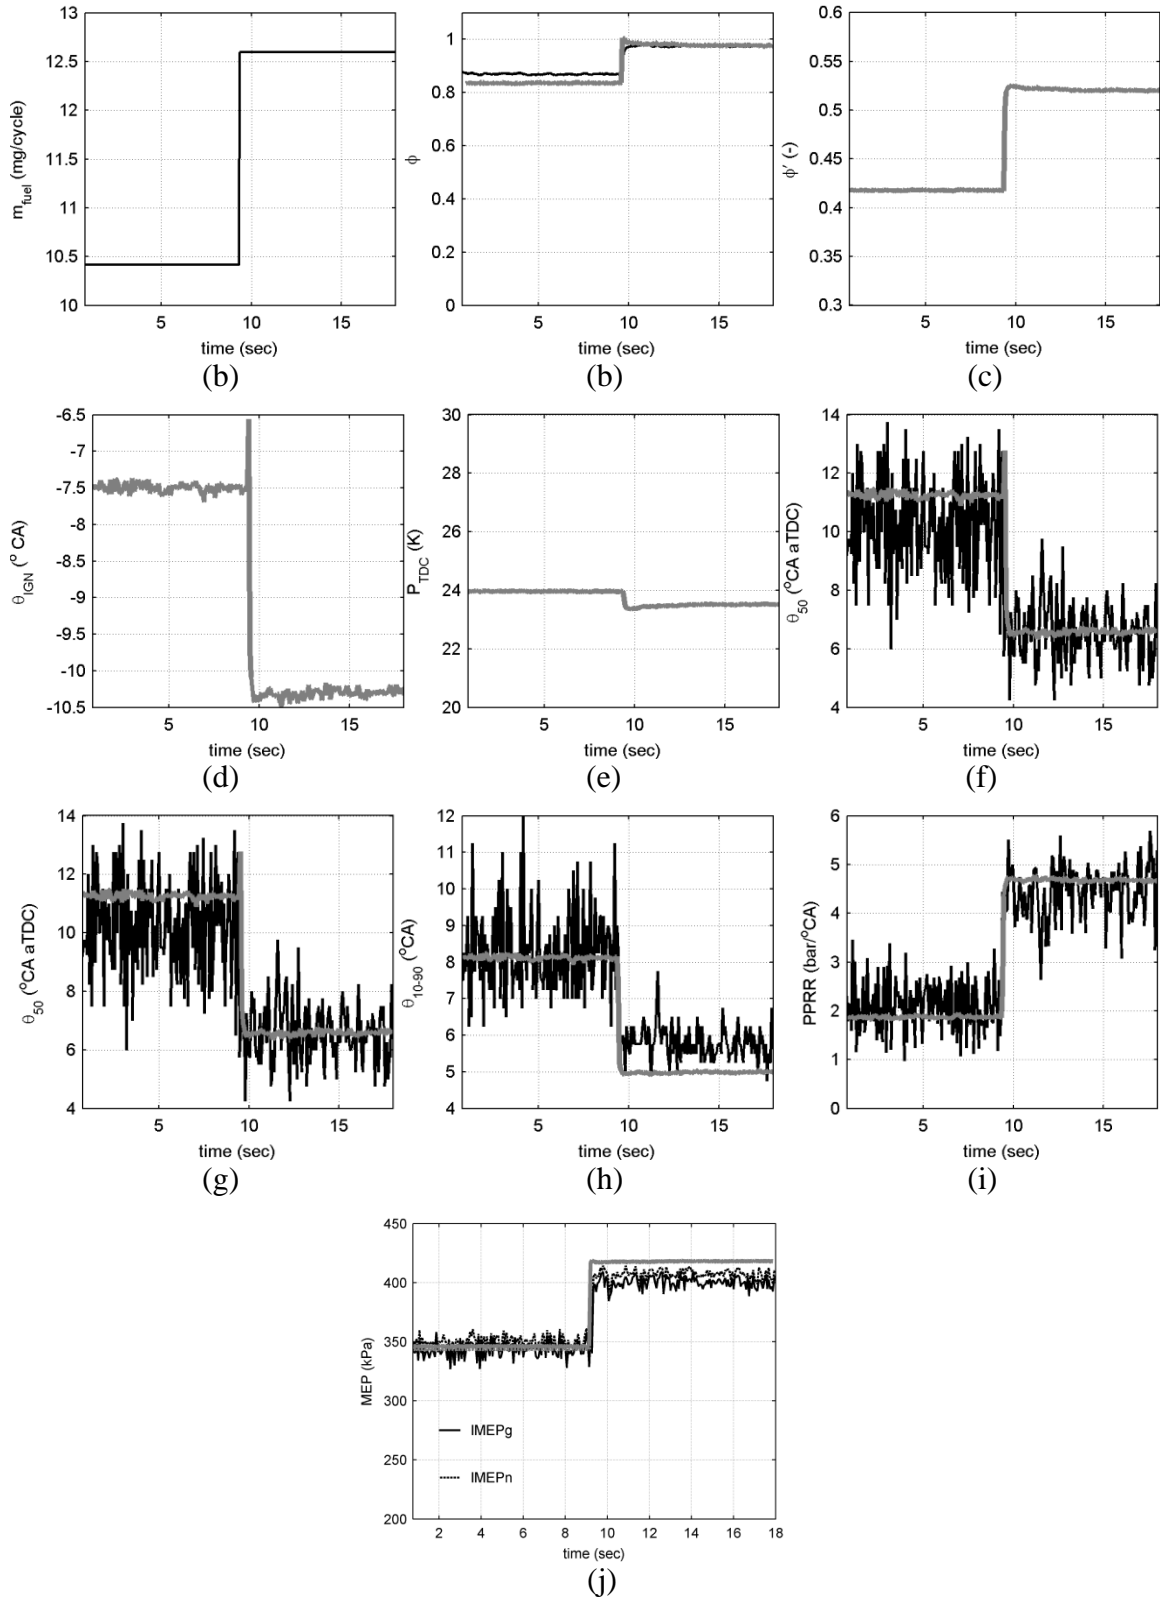 13
12.5
12
11.5
11
10.5
10
5 10 15
m_fuel (mg/cycle)
time (sec)
(b)
1
0.8
0.6
0.4
0.2
0
5 10 15
ϕ
time (sec)
(b)
0.6
0.55
0.5
0.45
0.4
0.35
0.3
5 10 15
ϕ' (-)
time (sec)
(c)
-6.5
-7
-7.5
-8
-8.5
-9
-9.5
-10
-10.5
5 10 15
θ_IGN (° CA)
time (sec)
(d)
30
28
26
24
22
20
5 10 15
P_TDC (K)
time (sec)
(e)
14
12
10
8
6
4
5 10 15
θ_50 (°CA aTDC)
time (sec)
(f)
14
12
10
8
6
4
5 10 15
θ_50 (°CA aTDC)
time (sec)
(g)
12
11
10
9
8
7
6
5
4
5 10 15
θ_10-90 (°CA)
time (sec)
(h)
6
5
4
3
2
1
0
5 10 15
PPRR (bar/°CA)
time (sec)
(i)
450
400
350
300
250
200
2 4 6 8 10 12 14 16 18
MEP (kPa)
IMEPg
IMEPn
time (sec)
(j)